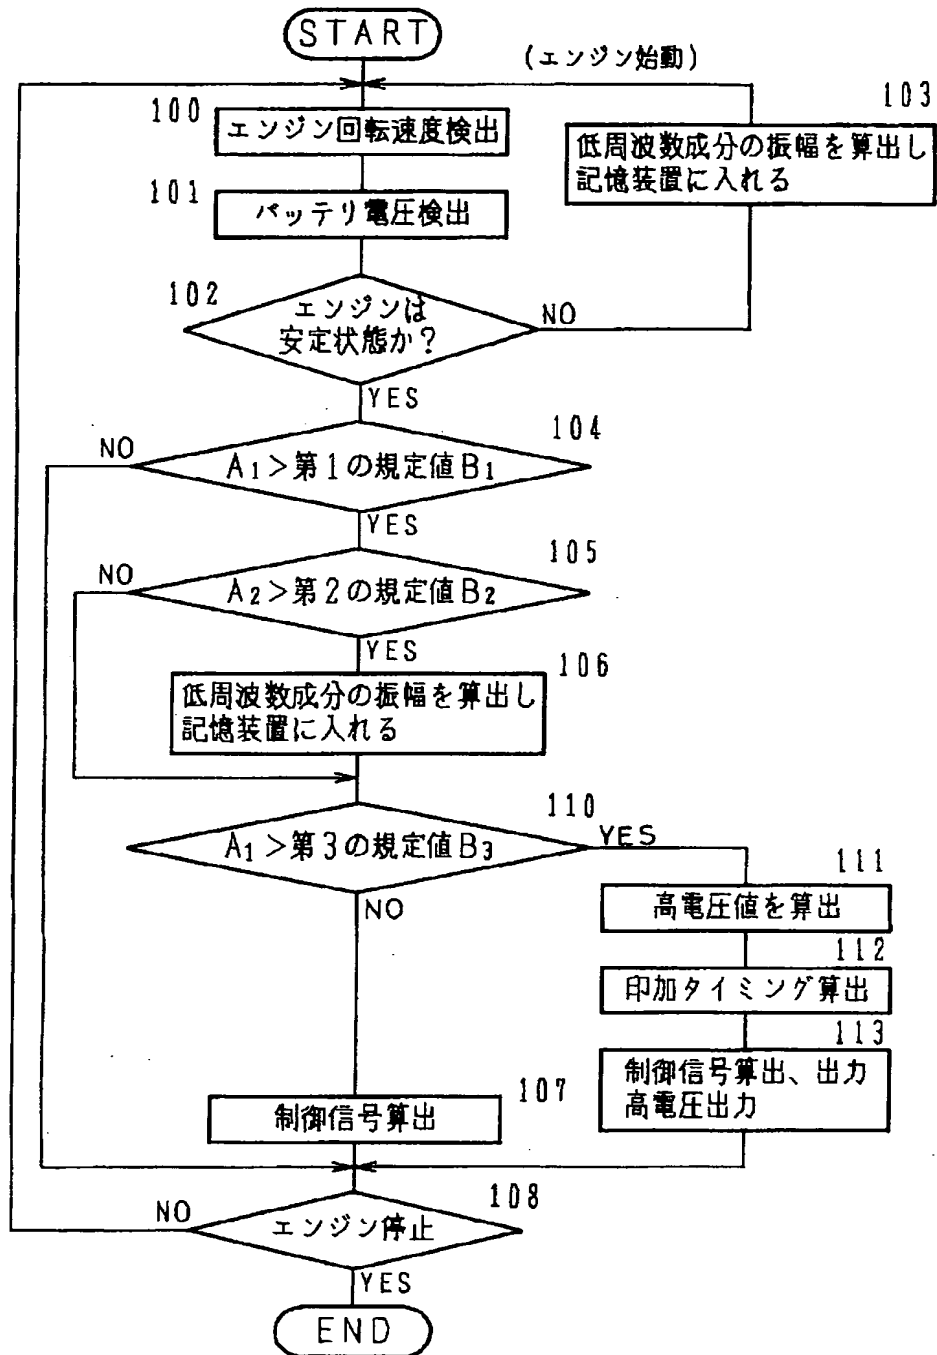 START
(エンジン始動)
100
エンジン回転速度検出
103
低周波数成分の振幅を算出し
記憶装置に入れる
101
バッテリ電圧検出
102
エンジンは
安定状態か?
NO
YES
104
NO
A₁>第1の規定値B₁
YES
105
NO
A₂>第2の規定値B₂
YES
106
低周波数成分の振幅を算出し
記憶装置に入れる
110
A₁>第3の規定値B₃
YES
NO
111
高電圧値を算出
112
印加タイミング算出
113
制御信号算出、出力
高電圧出力
107
制御信号算出
108
NO
エンジン停止
YES
END